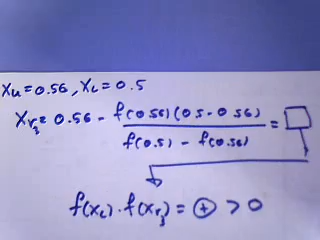 Xu = 0.56, XL = 0.5
Xr3 = 0.56 - f(0.56)(0.5 - 0.56) / f(0.5) - f(0.56) = □
f(XL) · f(Xr3) = ⊕ > 0